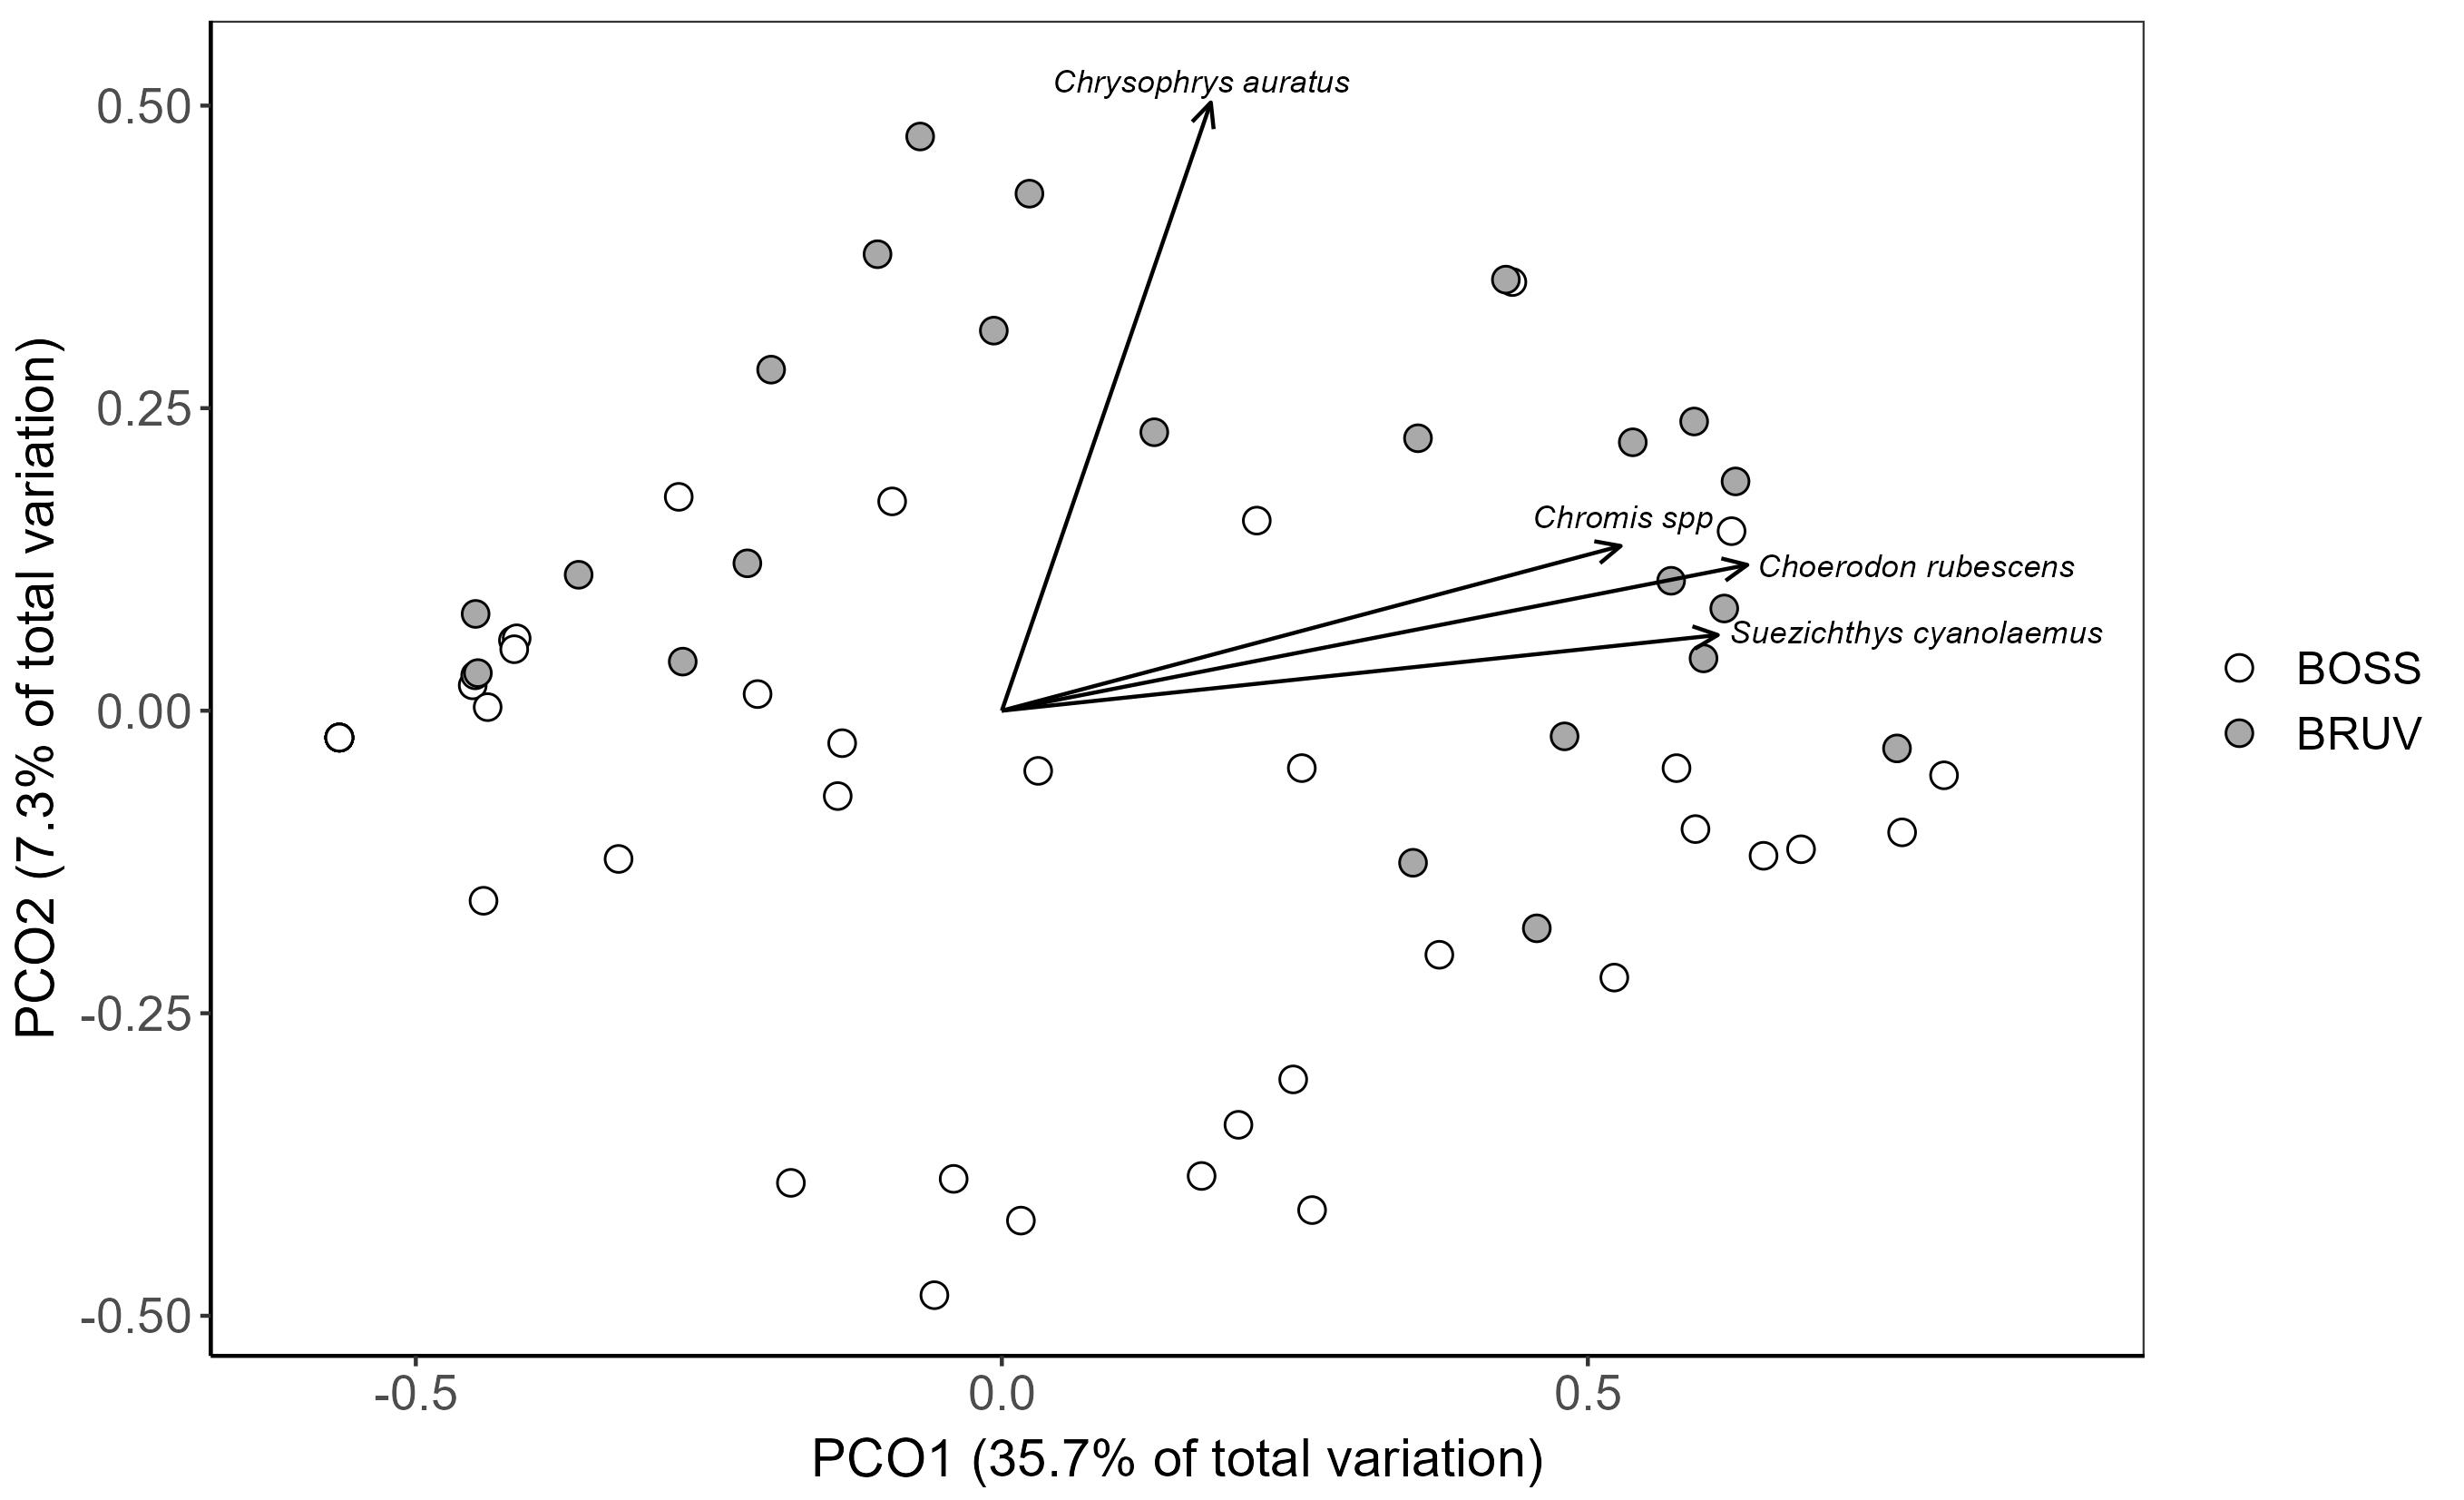 Chrysophrys auratus
0.50
0.25
Chromis spp
Choerodon rubescens
Suezichthys cyanolaemus
BOSS
0.00
BRUV
PCO2 (7.3% of total variation)
-0.25
-0.50
-0.5
0.0
0.5
PCO1 (35.7% of total variation)